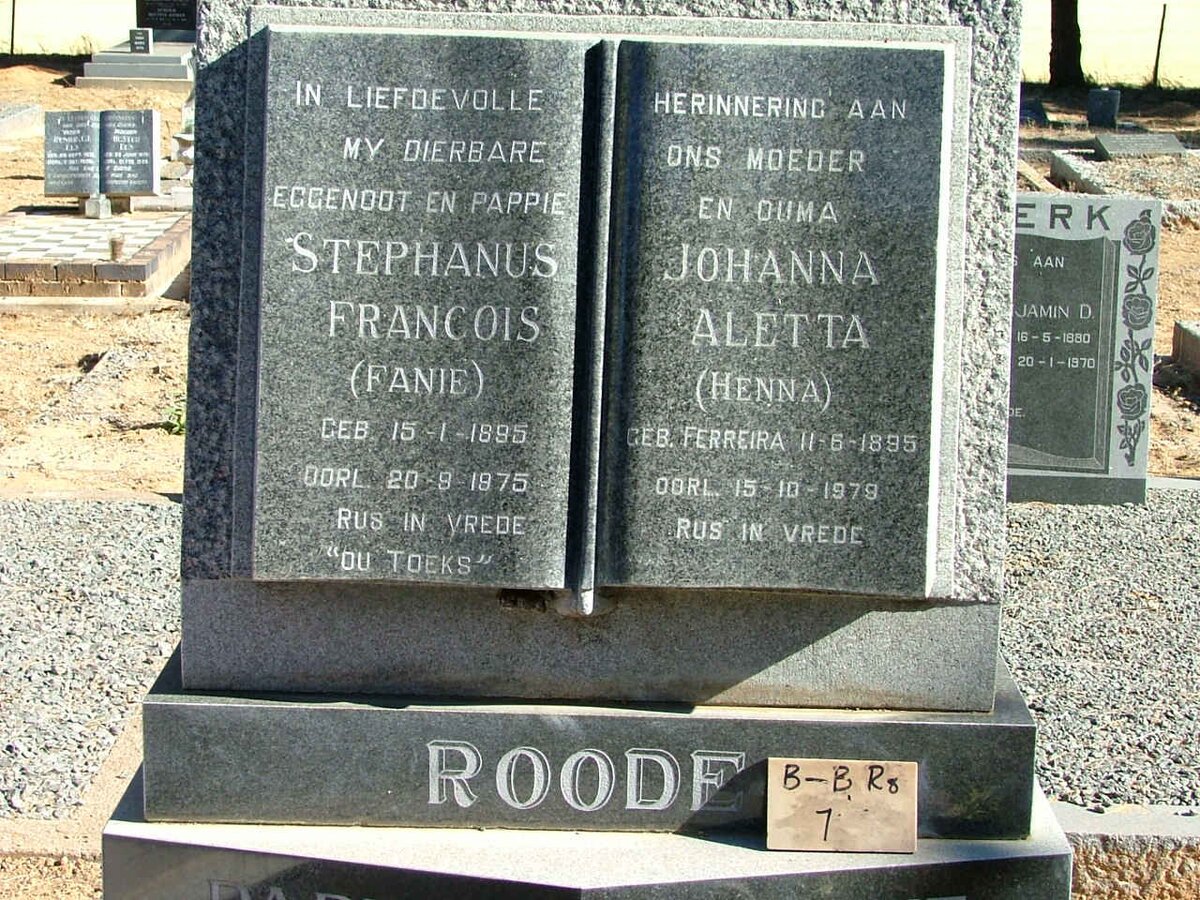 IN LIEFDEVOLLE
MY DIERBARE
EGGENOOT EN PAPPIE
STEPHANUS
FRANCOIS
(FANIE)
GEB. 15-1-1895
OORL. 20-9-1975
RUS IN VREDE
"OU TOEKS"
HERINNERING AAN
ONS MOEDER
EN OUMA
JOHANNA
ALETTA
(HENNA)
GEB. FERREIRA 11-6-1895
OORL. 15-10-1979
RUS IN VREDE
ROODE
B-B R8
7
ERK
AAN
JAMIN D.
16-5-1880
20-1-1970